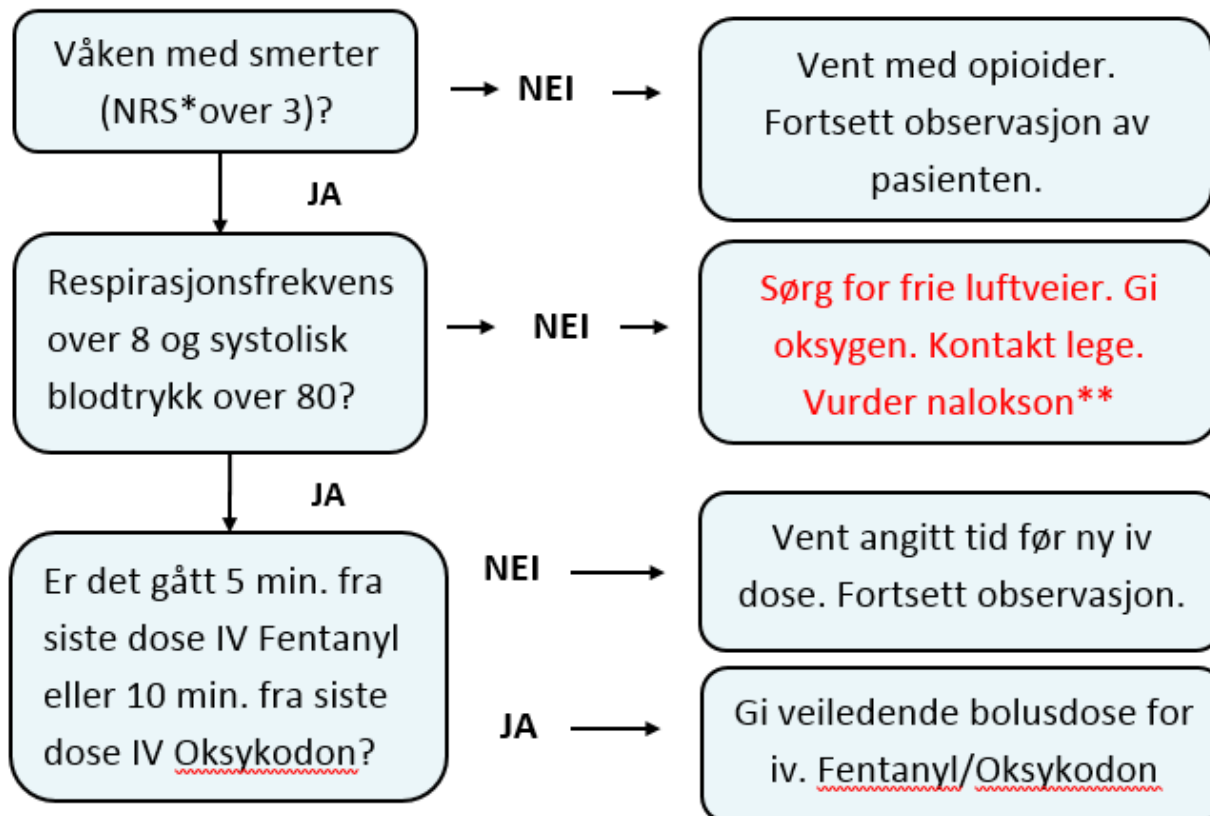 Våken med smerter
(NRS*over 3)?
NEI
Vent med opioider.
Fortsett observasjon av
pasienten.
JA
Respirasjonsfrekvens
over 8 og systolisk
blodtrykk over 80?
NEI
Sørg for frie luftveier. Gi
oksygen. Kontakt lege.
Vurder nalokson**
JA
Er det gått 5 min. fra
siste dose IV Fentanyl
eller 10 min. fra siste
dose IV Oksykodon?
NEI
Vent angitt tid før ny iv
dose. Fortsett observasjon.
JA
Gi veiledende bolusdose for
iv. Fentanyl/Oksykodon